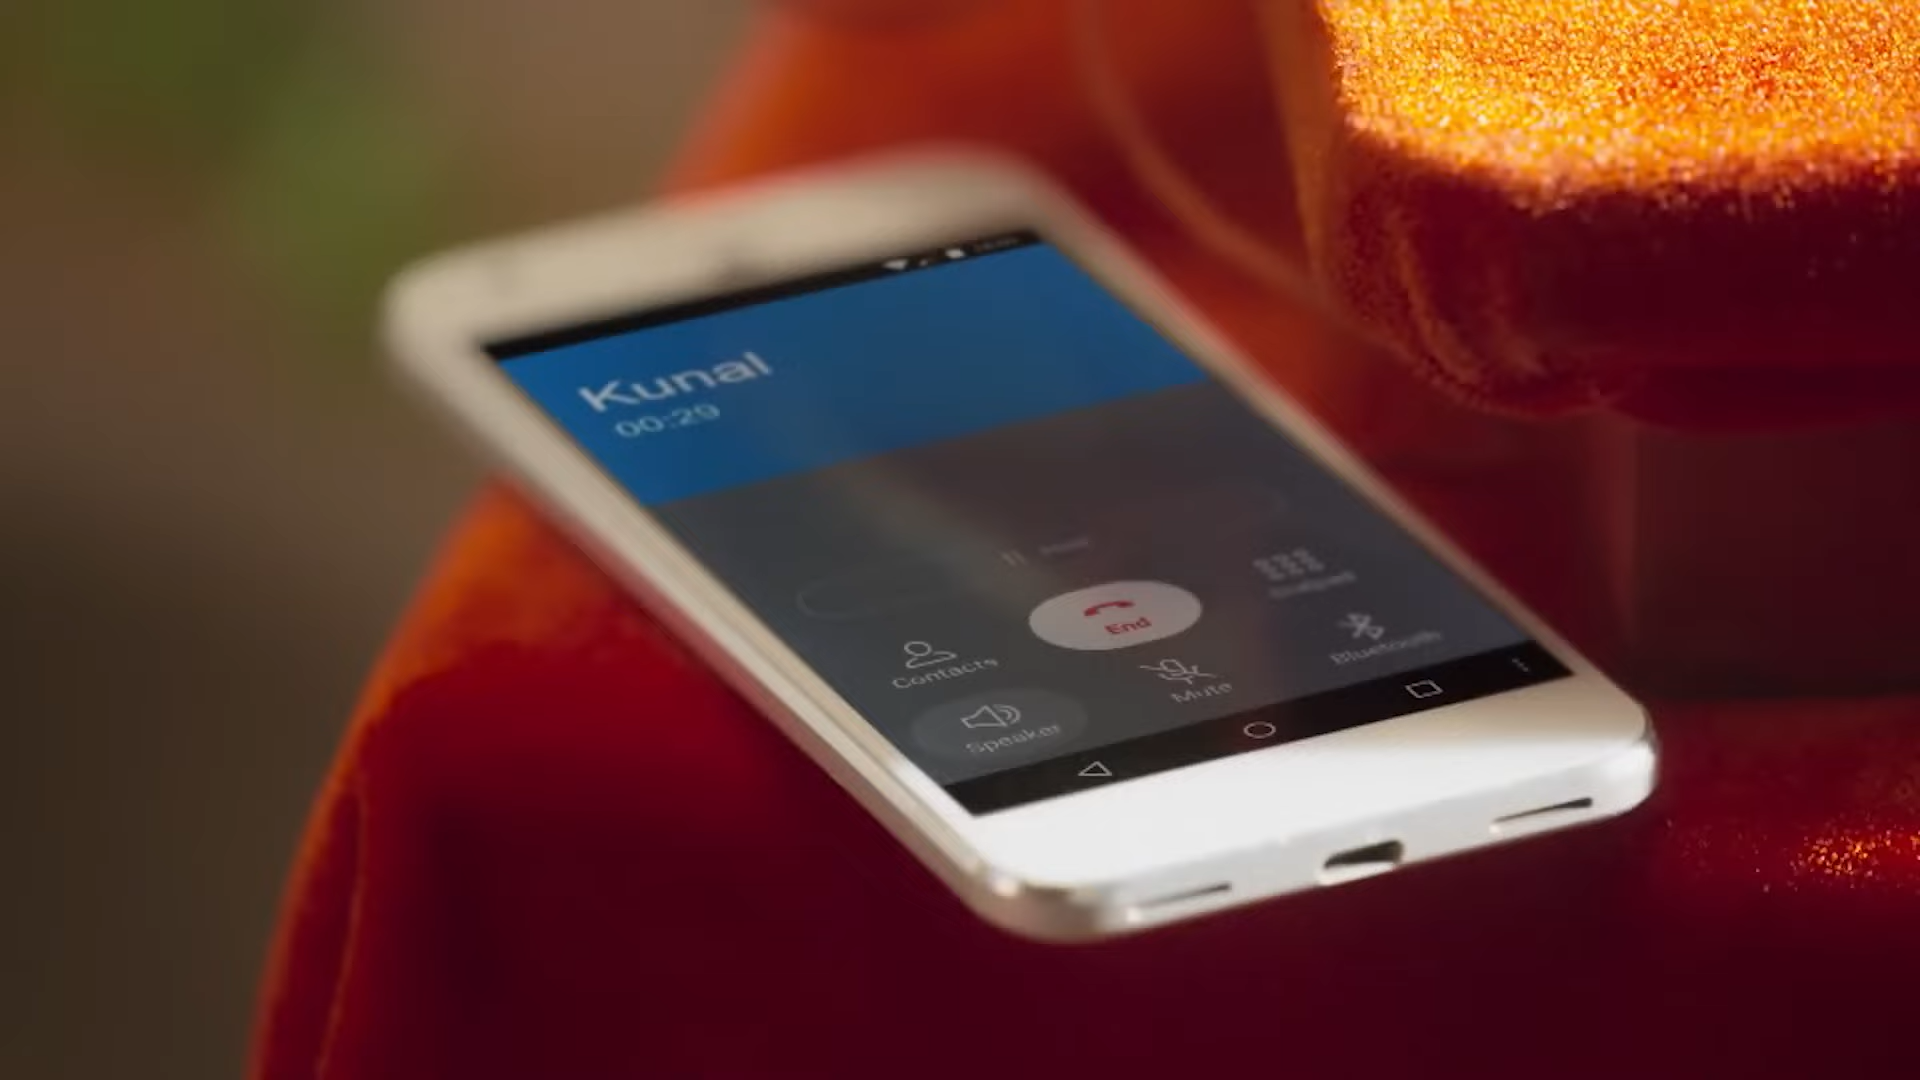 Kunal
00:29
End
Contacts
Bluetooth
Mute
Speaker